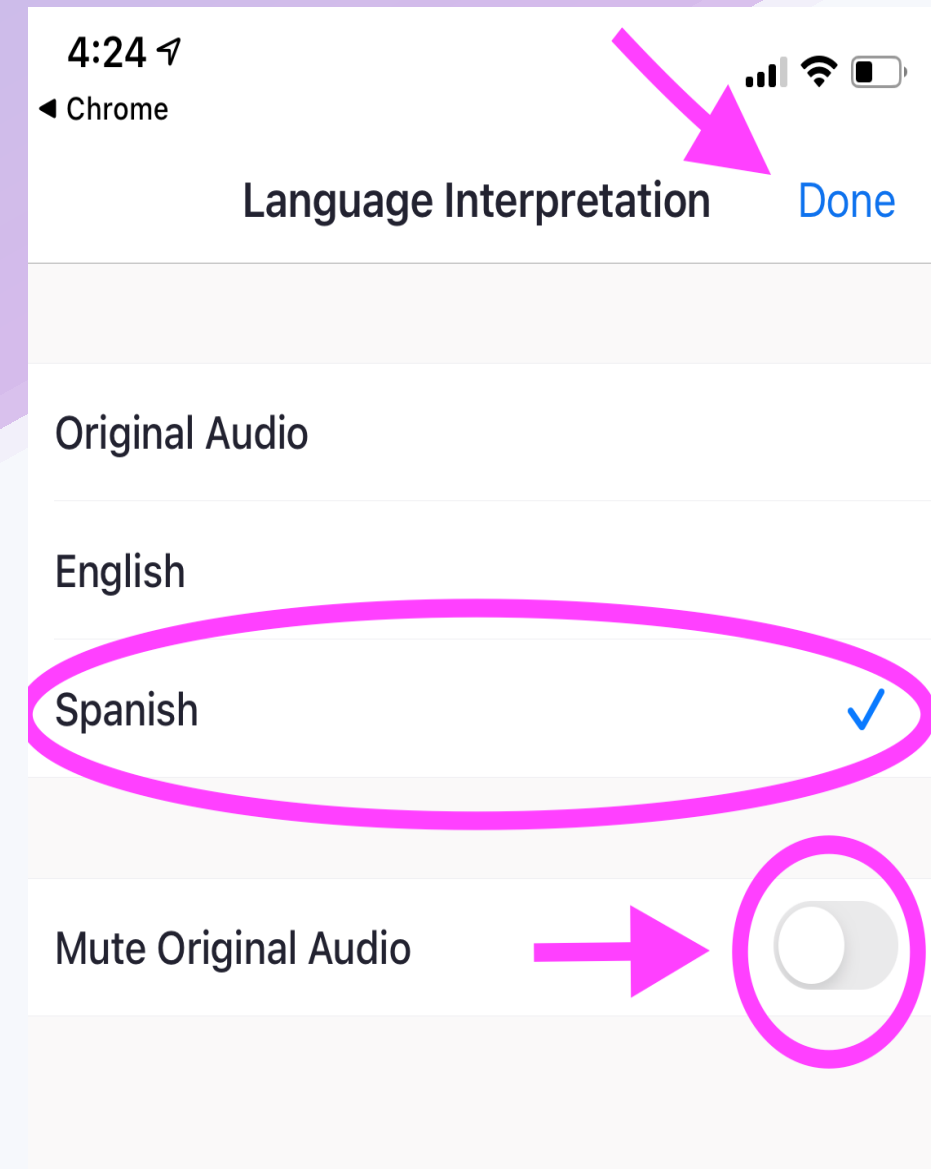 4:24
Chrome
Language Interpretation Done
Original Audio
English
Spanish
Mute Original Audio